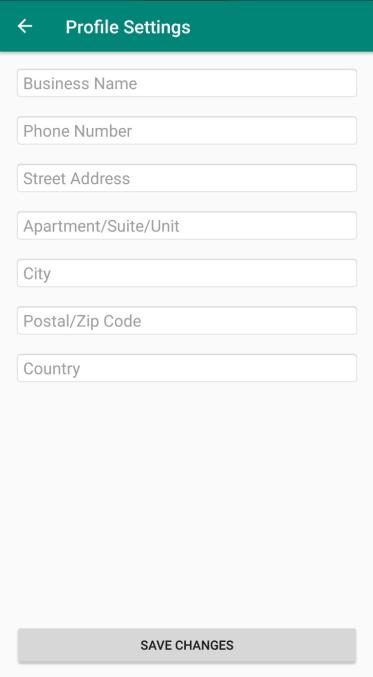 Profile Settings
Business Name
Phone Number
Street Address
Apartment/Suite/Unit
City
Postal/Zip Code
Country
SAVE CHANGES